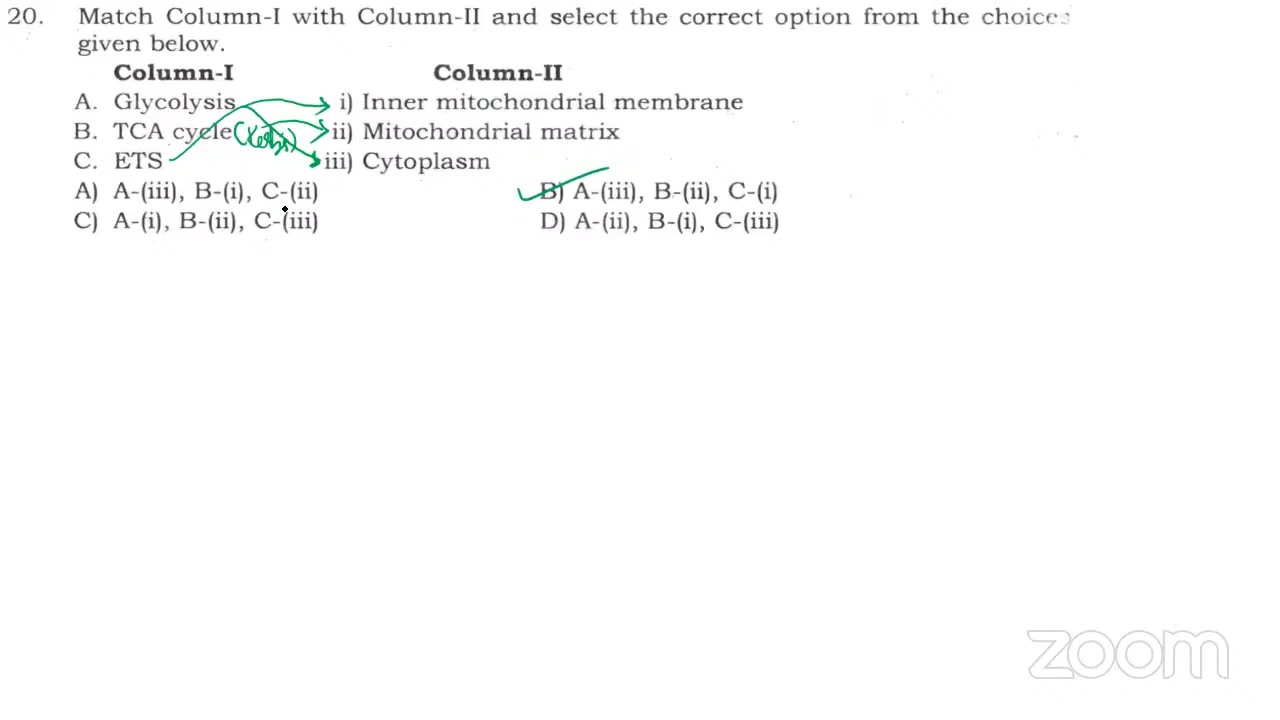 20. Match Column-I with Column-II and select the correct option from the choices given below.
Column-I Column-II
A. Glycolysis i) Inner mitochondrial membrane
B. TCA cycle (Krebs) ii) Mitochondrial matrix
C. ETS iii) Cytoplasm
A) A-(iii), B-(i), C-(ii) B) A-(iii), B-(ii), C-(i)
C) A-(i), B-(ii), C-(iii) D) A-(ii), B-(i), C-(iii)
zoom